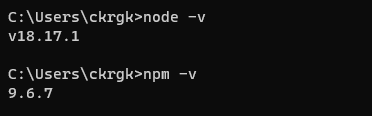 C:\Users\ckrgk>node -v
v18.17.1
C:\Users\ckrgk>npm -v
9.6.7